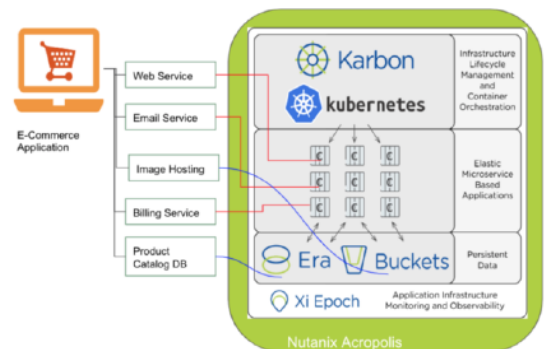 E-Commerce
Application
Web Service
Email Service
Image Hosting
Billing Service
Product
Catalog DB
Karbon
kubernetes
Infrastructure
Lifecycle
Management
and
Container
Orchestration
C C C
C C C
C C C
Elastic
Microservice
Based
Applications
Era
Buckets
Persistent
Data
Xi Epoch
Application Infrastructure
Monitoring and Observability
Nutanix Acropolis